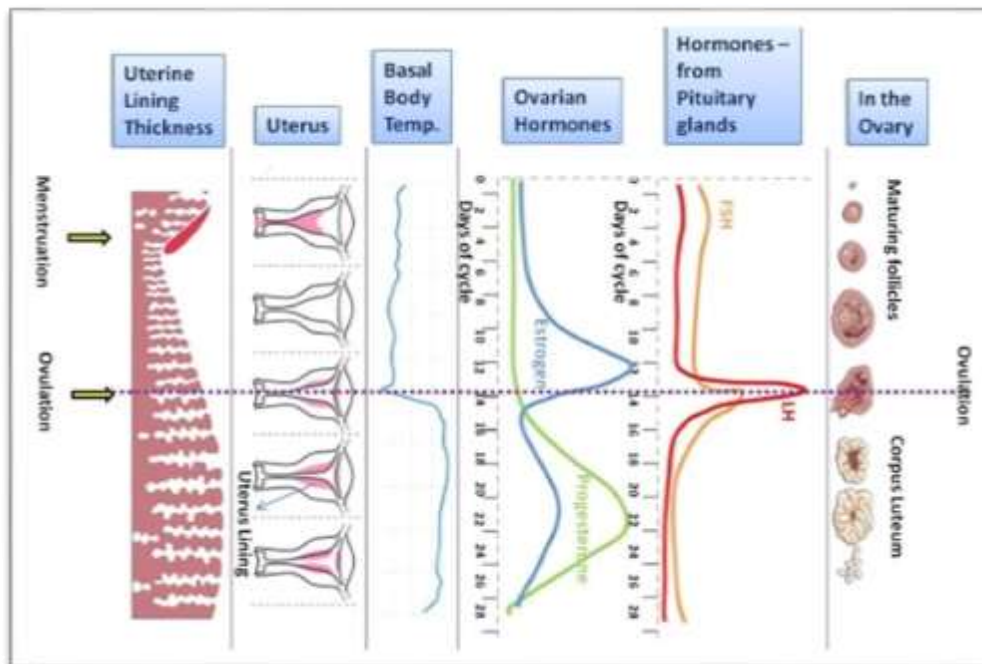 Uterine
Lining
Thickness
Uterus
Basal
Body
Temp.
Ovarian
Hormones
Hormones –
from
Pituitary
glands
In the
Ovary
Menstruation
Ovulation
Uterus Lining
0 2 4 6 8 10 12 14 16 18 20 22 24 26 28
Days of cycle
Estrogen
Progesterone
2 4 6 8 10 12 14 16 18 20 22 24 26 28
Days of cycle
FSH
LH
Maturing follicles
Corpus Luteum
Ovulation